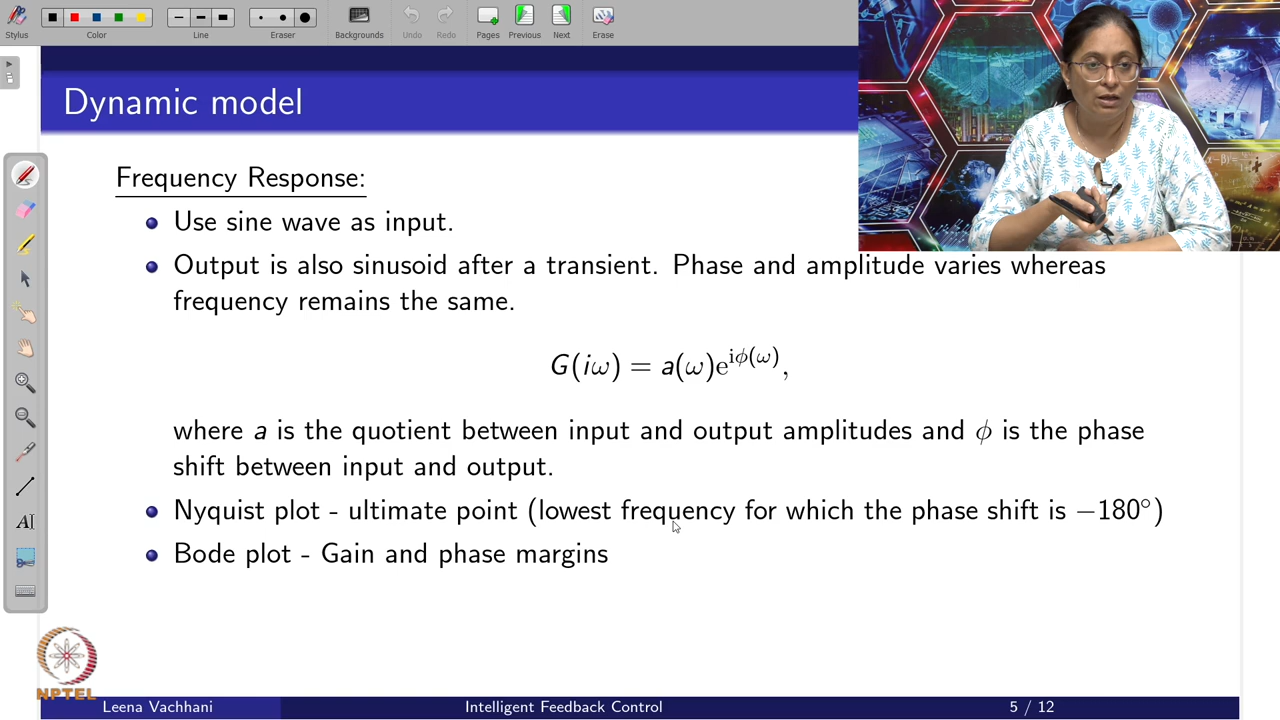 Stylus
Color
Line
Eraser
Backgrounds
Undo
Redo
Pages
Previous
Next
Erase
Dynamic model
Frequency Response:
Use sine wave as input.
Output is also sinusoid after a transient. Phase and amplitude varies whereas
frequency remains the same.
G(iω) = a(ω)e^{iϕ(ω)},
where a is the quotient between input and output amplitudes and ϕ is the phase
shift between input and output.
Nyquist plot - ultimate point (lowest frequency for which the phase shift is −180°)
Bode plot - Gain and phase margins
NPTEL
Leena Vachhani
Intelligent Feedback Control
5 / 12